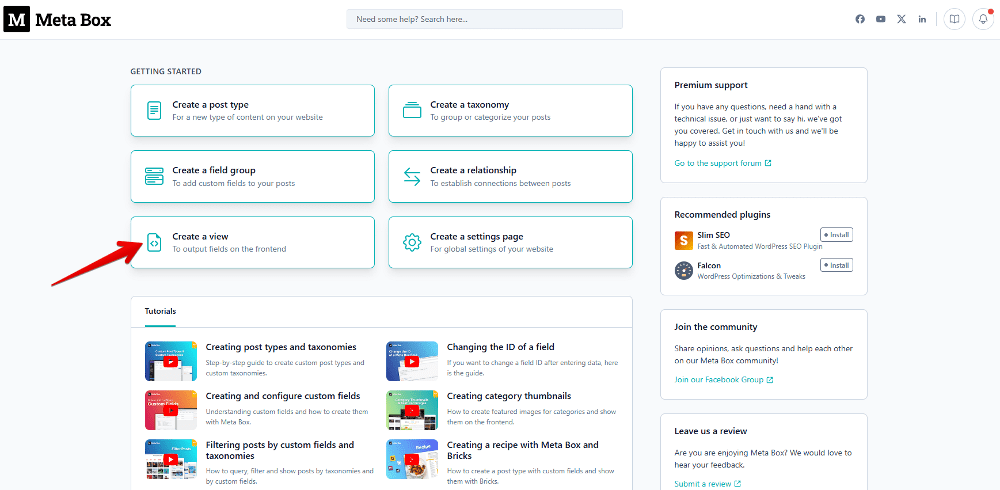 M Meta Box
Need some help? Search here...
GETTING STARTED
Create a post type
For a new type of content on your website
Create a taxonomy
To group or categorize your posts
Create a field group
To add custom fields to your posts
Create a relationship
To establish connections between posts
Create a view
To output fields on the frontend
Create a settings page
For global settings of your website
Tutorials
Creating post types and taxonomies
Step-by-step guide to create custom post types and
custom taxonomies.
Changing the ID of a field
If you want to change a field ID after entering data, here
is the guide.
Creating and configure custom fields
Understanding custom fields and how to create them
with Meta Box.
Creating category thumbnails
How to create featured images for categories and show
them on the frontend.
Filtering posts by custom fields and
taxonomies
How to query, filter and show posts by taxonomies and
by custom fields.
Creating a recipe with Meta Box and
Bricks
How to create a post type with custom fields and show
them with Bricks.
Premium support
If you have any questions, need a hand with a
technical issue, or just want to say hi, we've got
you covered. Get in touch with us and we'll be
happy to assist you!
Go to the support forum
Recommended plugins
S
Slim SEO
Install
Fast & Automated WordPress SEO Plugin
Falcon
Install
WordPress Optimizations & Tweaks
Join the community
Share opinions, ask questions and help each other
on our Meta Box community!
Join our Facebook Group
Leave us a review
Are you are enjoying Meta Box? We would love to
hear your feedback.
Submit a review